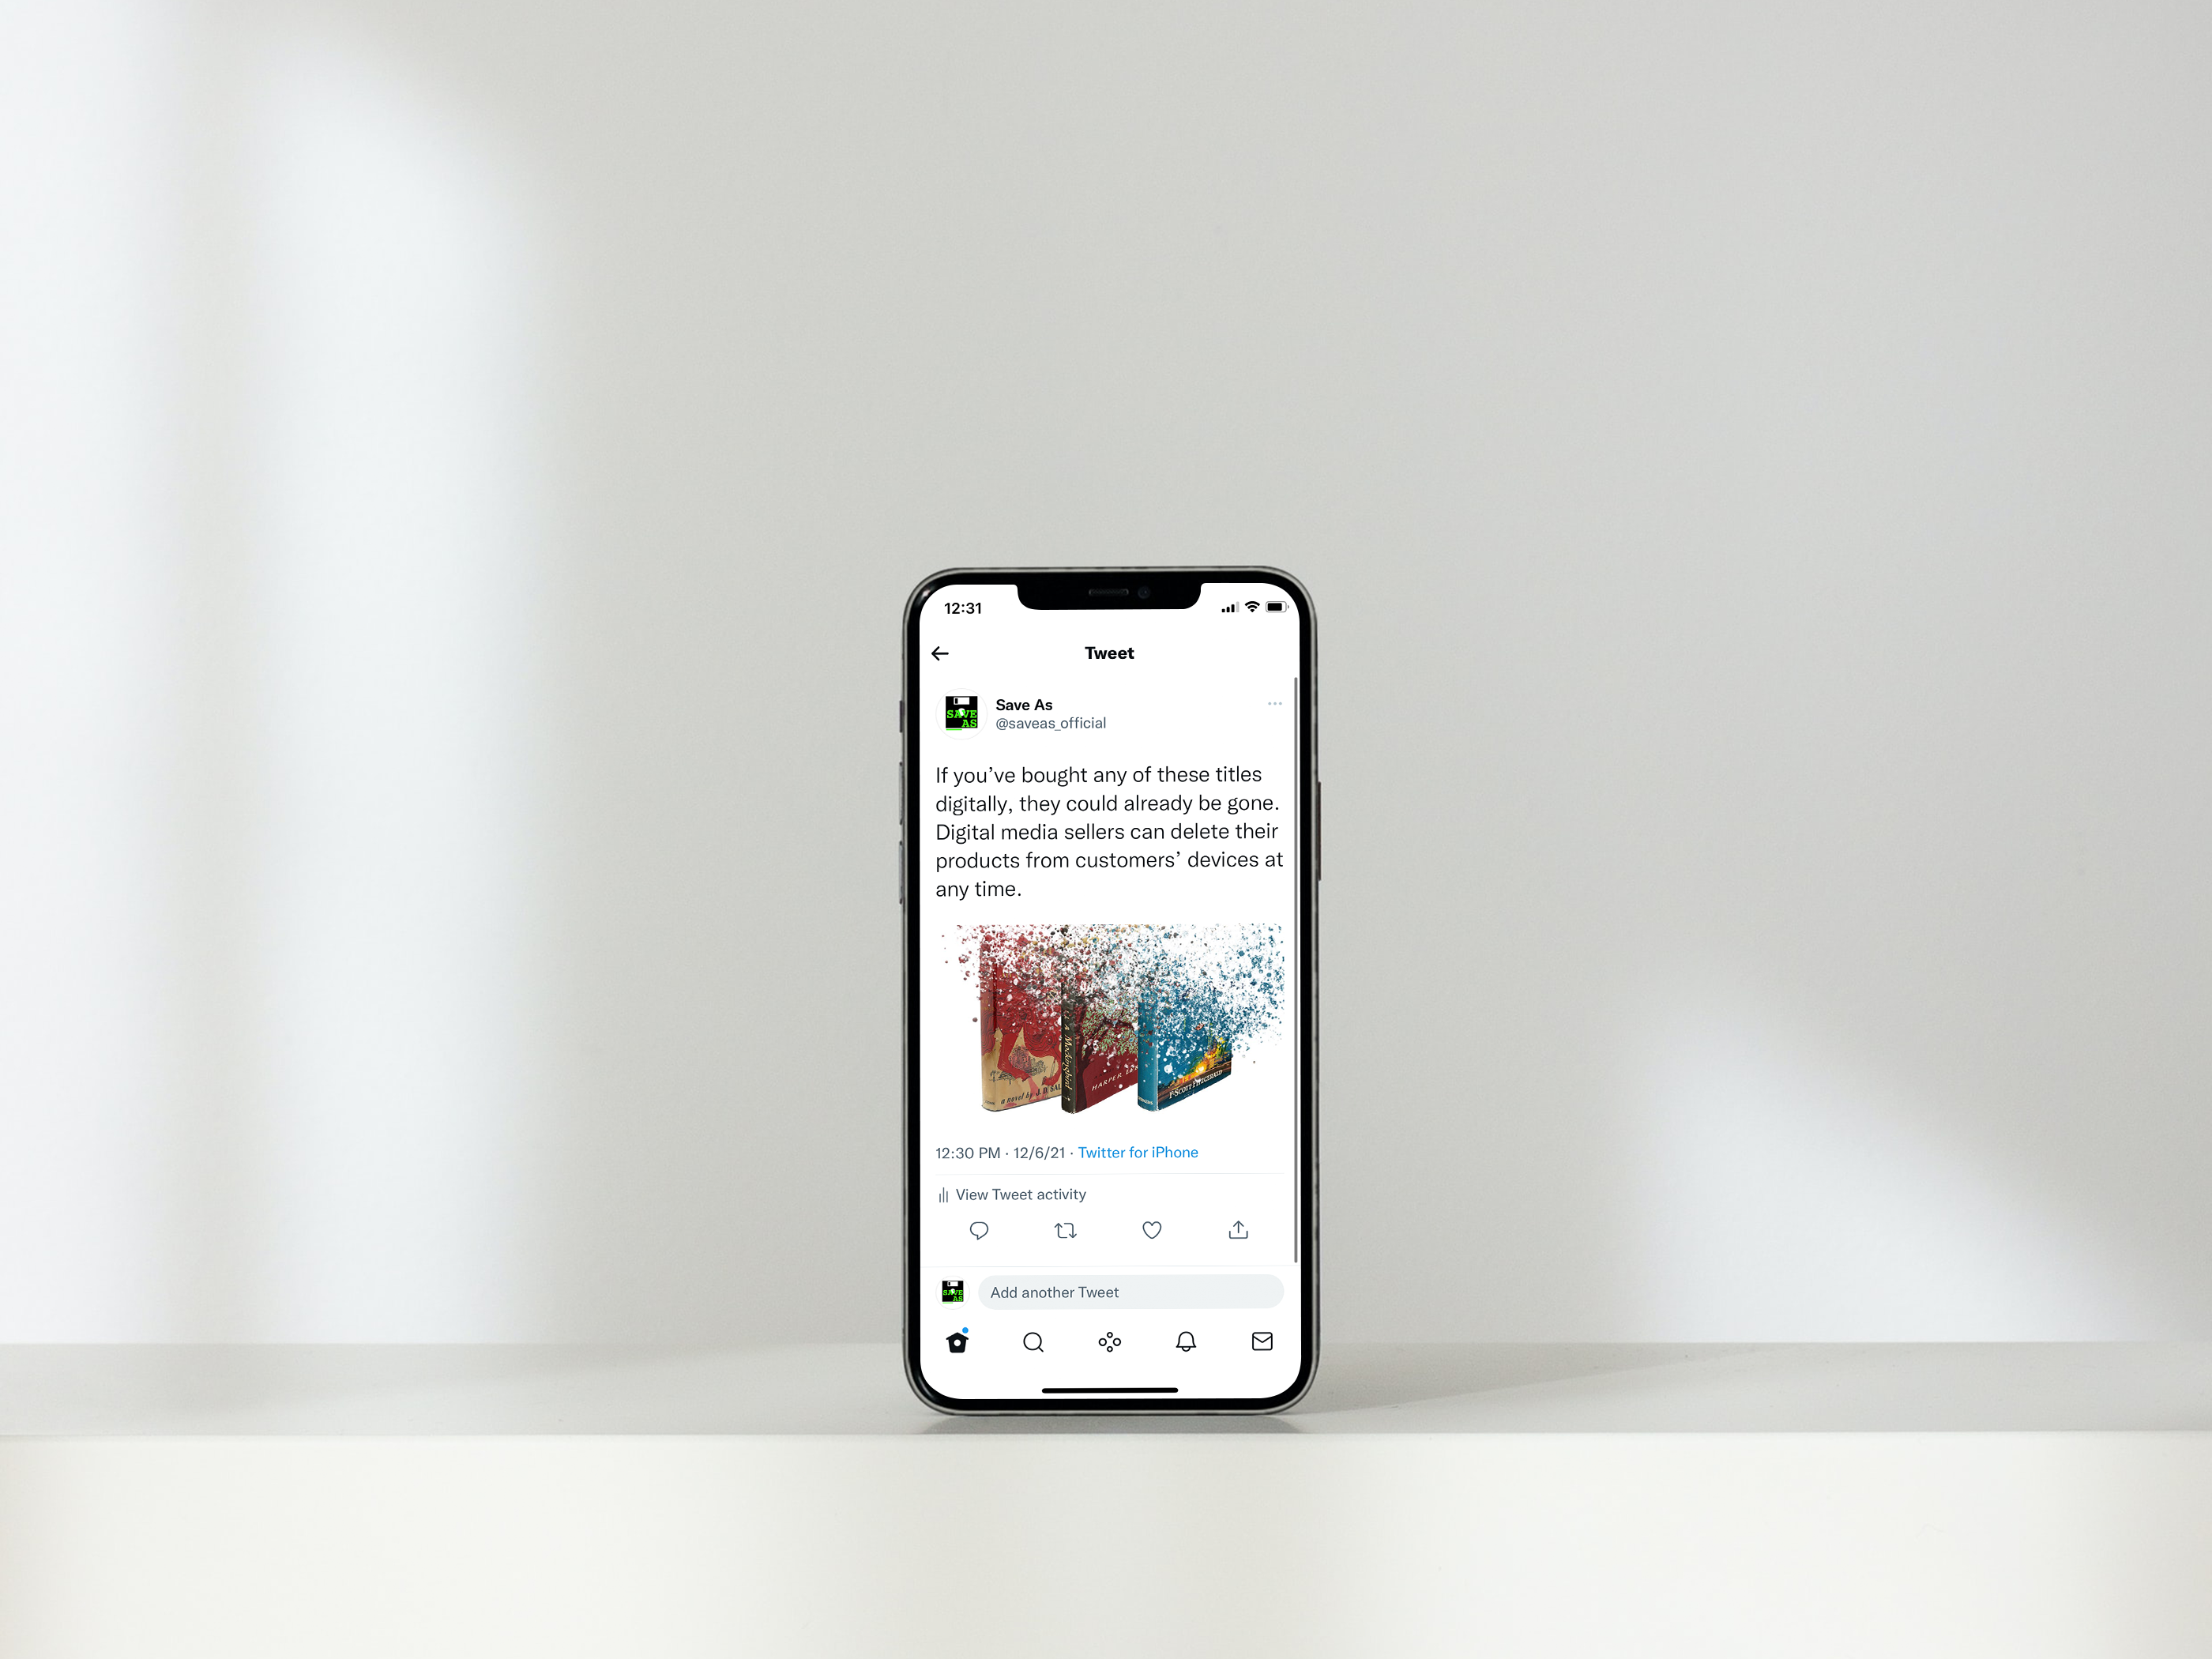 12:31
Tweet
SAVE
AS
Save As
@saveas_official
If you’ve bought any of these titles
digitally, they could already be gone.
Digital media sellers can delete their
products from customers’ devices at
any time.
a novel by J. D. SAL
Mockingbird
HARPER
F. SCOTT FITZGERALD
12:30 PM · 12/6/21 · Twitter for iPhone
View Tweet activity
SAVE
AS
Add another Tweet